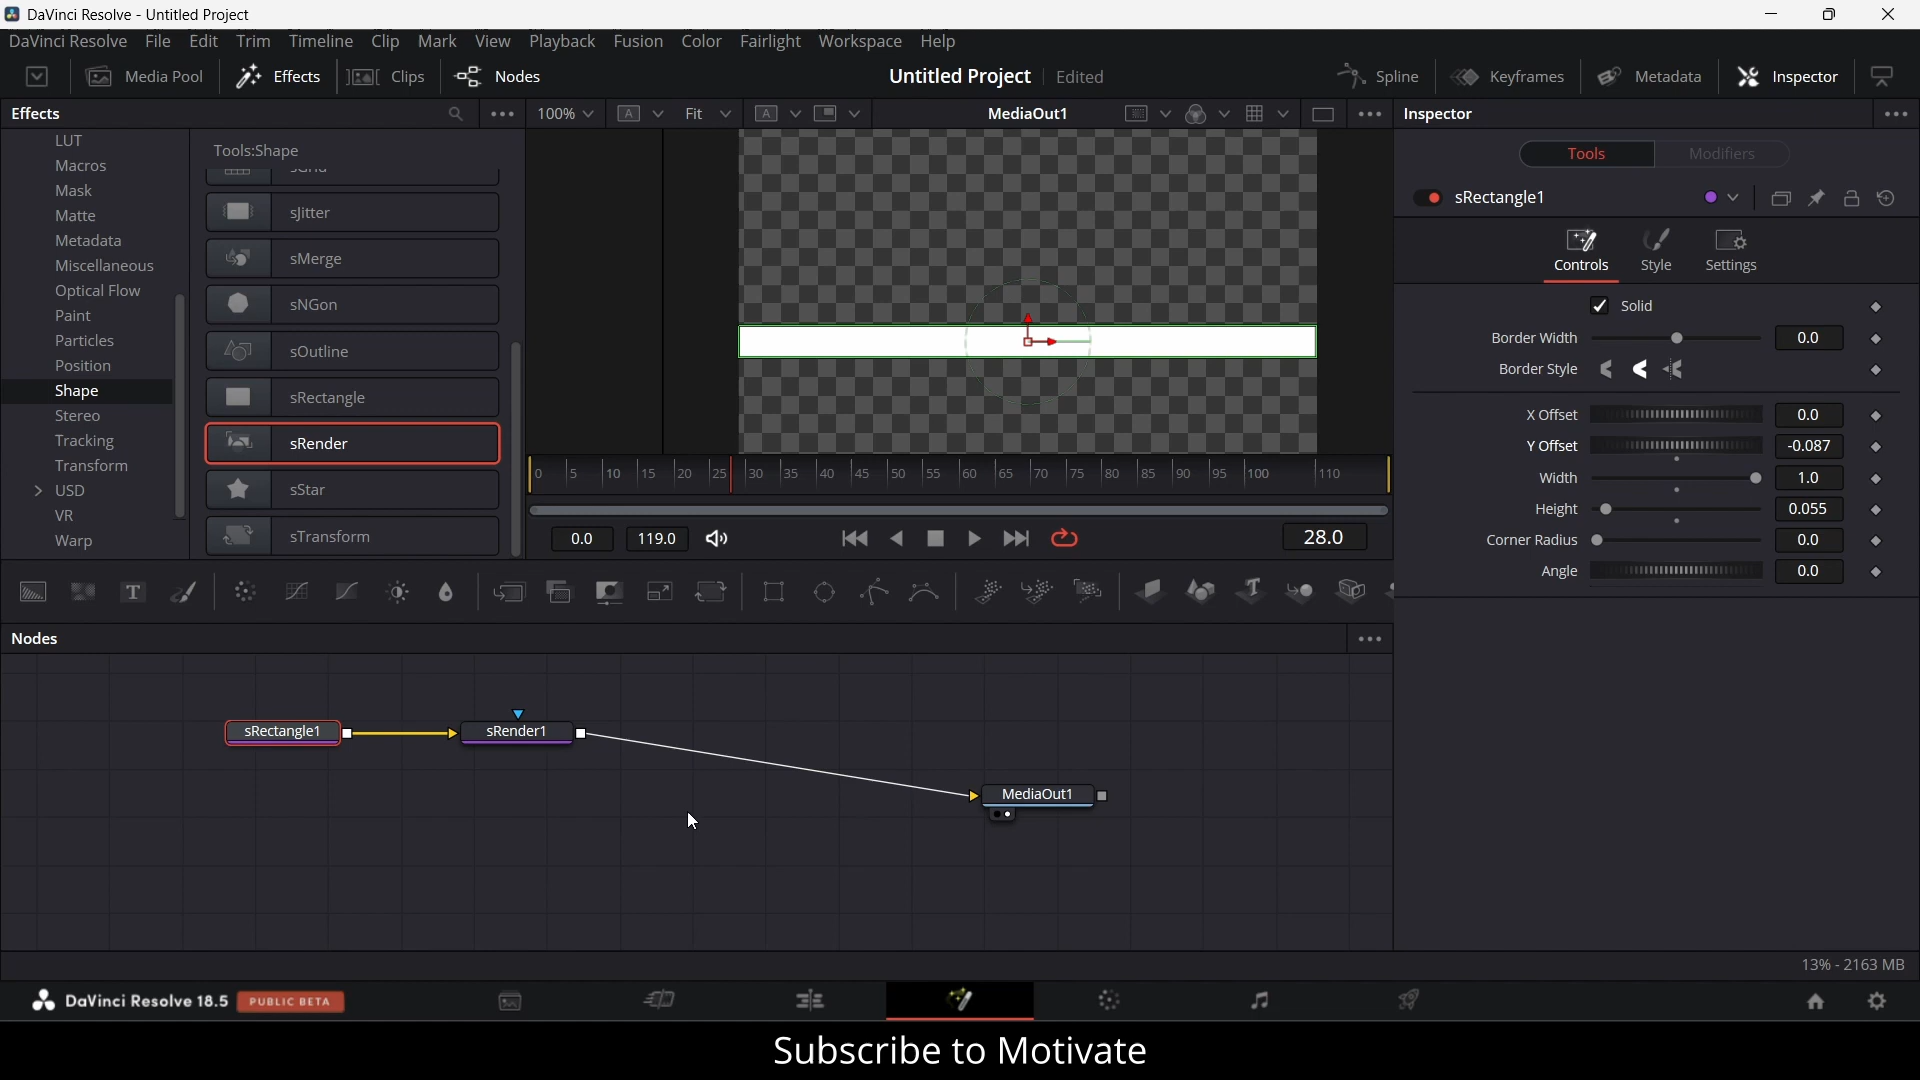 DaVinci Resolve - Untitled Project
DaVinci Resolve File Edit Trim Timeline Clip Mark View Playback Fusion Color Fairlight Workspace Help
Media Pool Effects Clips Nodes Untitled Project Edited Spline Keyframes Metadata Inspector
Effects 100% A Fit A MediaOut1 Inspector
LUT
Macros
Mask
Matte
Metadata
Miscellaneous
Optical Flow
Paint
Particles
Position
Shape
Stereo
Tracking
Transform
USD
VR
Warp
Tools:Shape
sJitter
sMerge
sNGon
sOutline
sRectangle
sRender
sStar
sTransform
0 5 10 15 20 25 30 35 40 45 50 55 60 65 70 75 80 85 90 95 100 110
0.0 119.0 28.0
Tools Modifiers
sRectangle1
Controls Style Settings
Solid
Border Width 0.0
Border Style
X Offset 0.0
Y Offset -0.087
Width 1.0
Height 0.055
Corner Radius 0.0
Angle 0.0
T T
Nodes
sRectangle1 sRender1
MediaOut1
13% - 2163 MB
DaVinci Resolve 18.5 PUBLIC BETA
Subscribe to Motivate